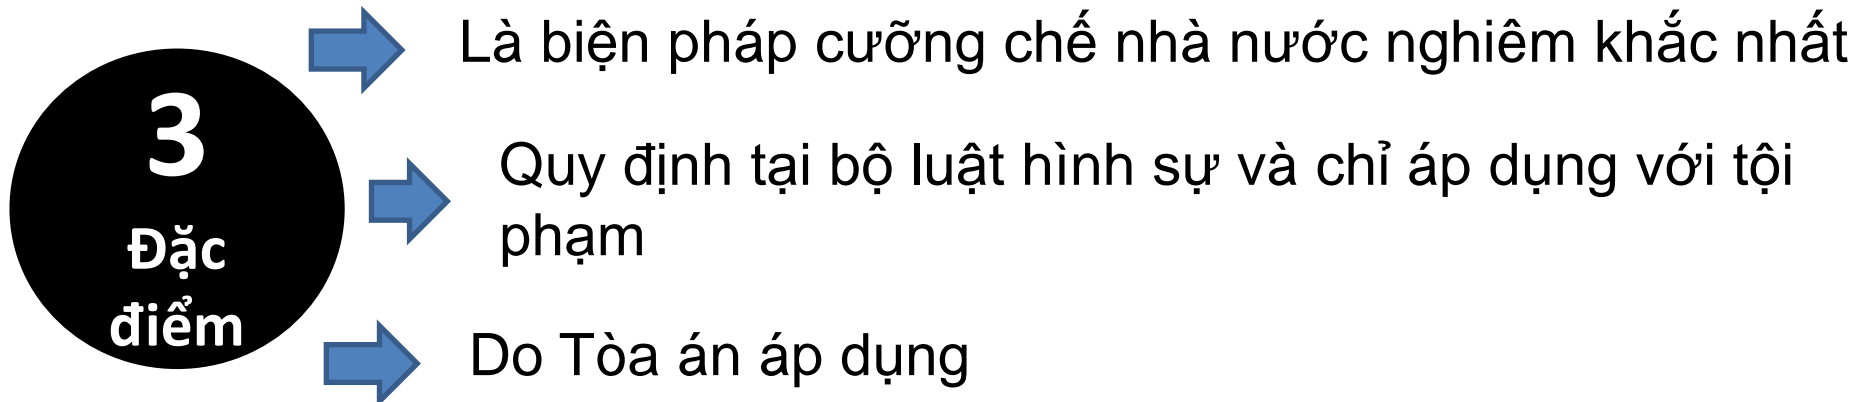 3
Đặc
điểm
Là biện pháp cưỡng chế nhà nước nghiêm khắc nhất
Quy định tại bộ luật hình sự và chỉ áp dụng với tội
phạm
Do Tòa án áp dụng